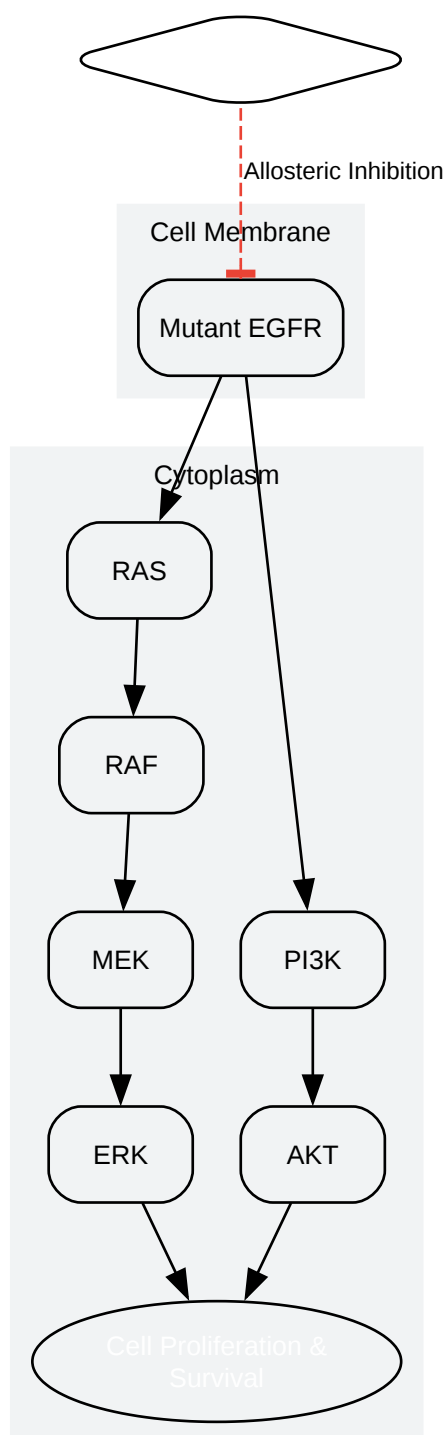 Allosteric Inhibition
Cell Membrane
Mutant EGFR
Cytoplasm
RAS
RAF
MEK
PI3K
ERK
AKT
Cell Proliferation &
Survival